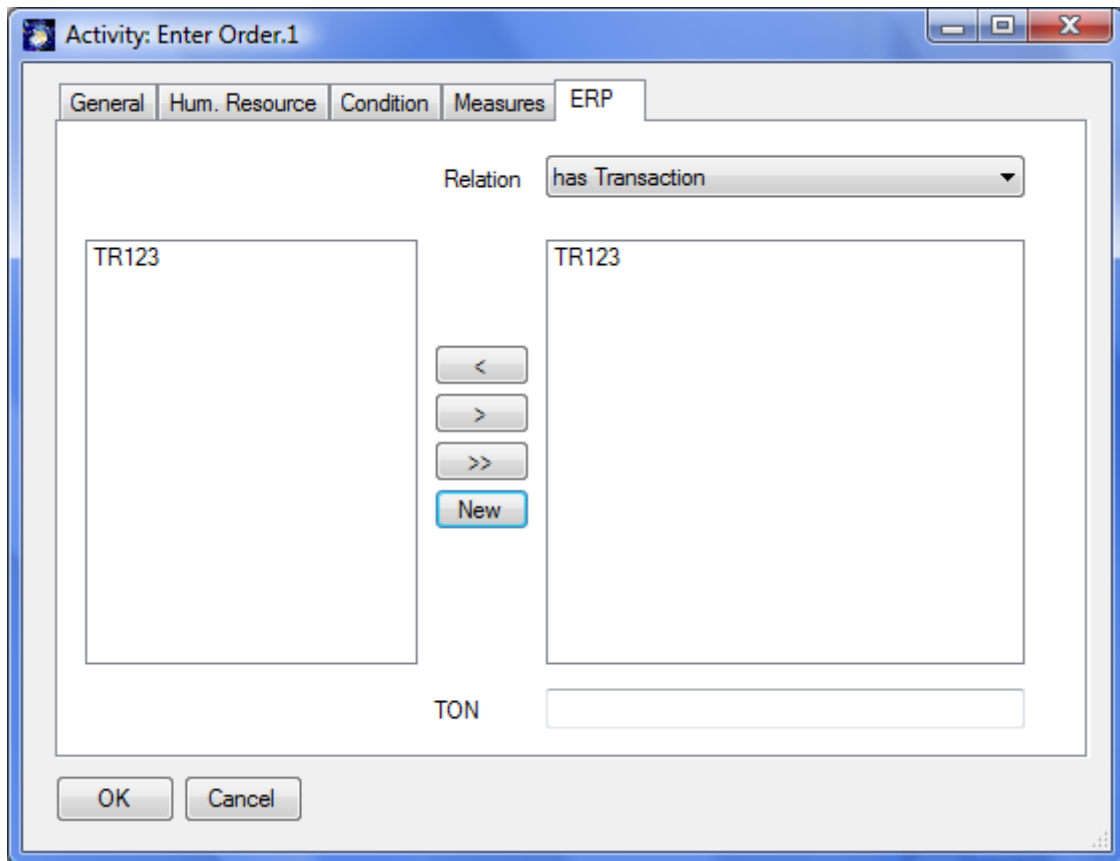 Activity: Enter Order.1
General Hum. Resource Condition Measures ERP
Relation has Transaction
TR123 TR123
<
>
>>
New
TON
OK Cancel